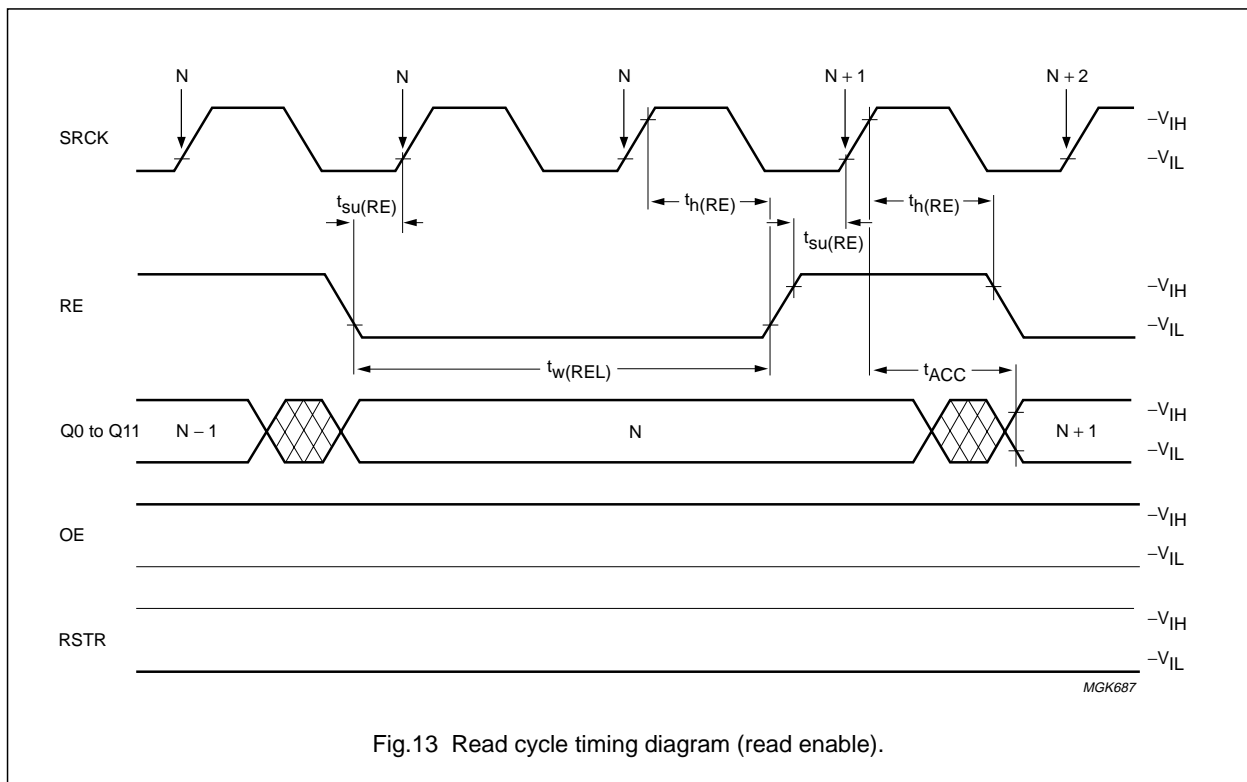 N N N N + 1 N + 2
SRCK
–VIH
–VIL
tsu(RE)
th(RE)
th(RE)
tsu(RE)
RE
–VIH
–VIL
tw(REL)
tACC
Q0 to Q11
N – 1
N
N + 1
–VIH
–VIL
OE
–VIH
–VIL
RSTR
–VIH
–VIL
MGK687
Fig.13 Read cycle timing diagram (read enable).